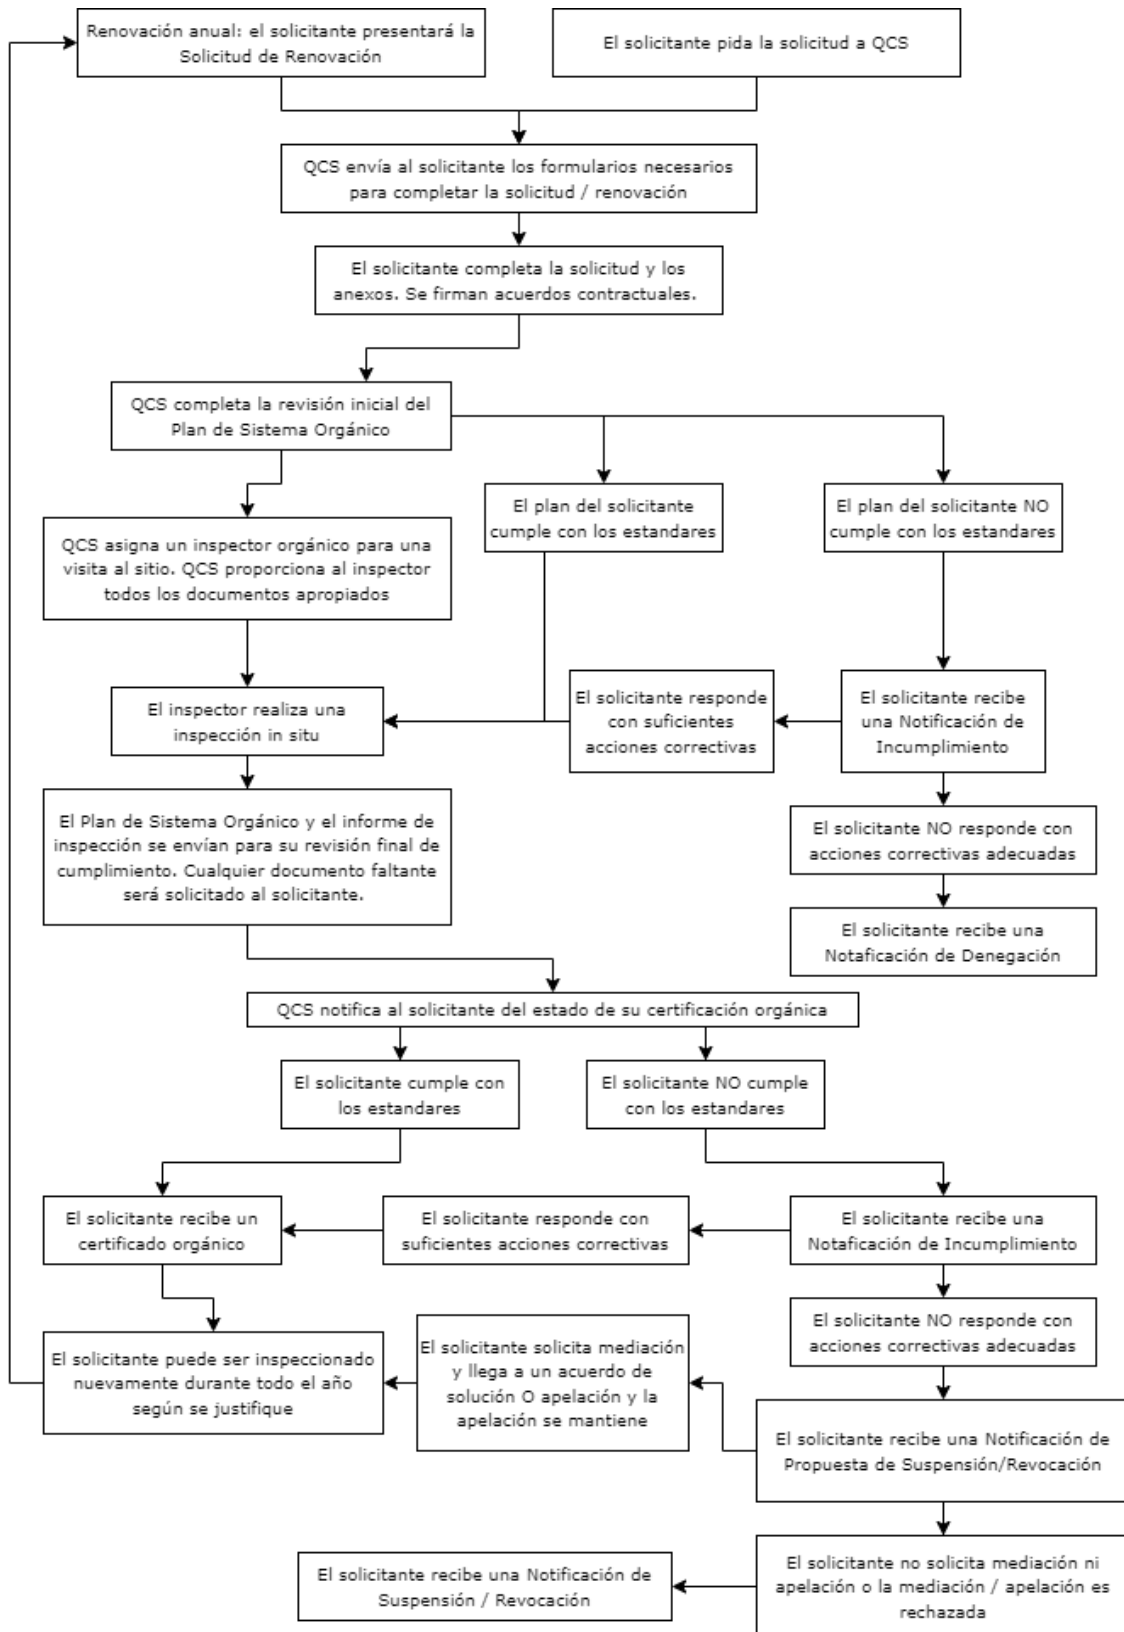 Renovación anual: el solicitante presentará la
Solicitud de Renovación
El solicitante pida la solicitud a QCS
QCS envía al solicitante los formularios necesarios
para completar la solicitud / renovación
El solicitante completa la solicitud y los
anexos. Se firman acuerdos contractuales.
QCS completa la revisión inicial del
Plan de Sistema Orgánico
El plan del solicitante
cumple con los estandares
El plan del solicitante NO
cumple con los estandares
QCS asigna un inspector orgánico para una
visita al sitio. QCS proporciona al inspector
todos los documentos apropiados
El inspector realiza una
inspección in situ
El solicitante responde
con suficientes
acciones correctivas
El solicitante recibe
una Notificación de
Incumplimiento
El Plan de Sistema Orgánico y el informe de
inspección se envían para su revisión final de
cumplimiento. Cualquier documento faltante
será solicitado al solicitante.
El solicitante NO responde con
acciones correctivas adecuadas
El solicitante recibe una
Notaficación de Denegación
QCS notifica al solicitante del estado de su certificación orgánica
El solicitante cumple con
los estandares
El solicitante NO cumple
con los estandares
El solicitante recibe un
certificado orgánico
El solicitante responde con
suficientes acciones correctivas
El solicitante recibe una
Notaficación de Incumplimiento
El solicitante NO responde con
acciones correctivas adecuadas
El solicitante puede ser inspeccionado
nuevamente durante todo el año
según se justifique
El solicitante solicita mediación
y llega a un acuerdo de
solución O apelación y la
apelación se mantiene
El solicitante recibe una Notificación de
Propuesta de Suspensión/Revocación
El solicitante recibe una Notificación de
Suspensión / Revocación
El solicitante no solicita mediación ni
apelación o la mediación / apelación es
rechazada